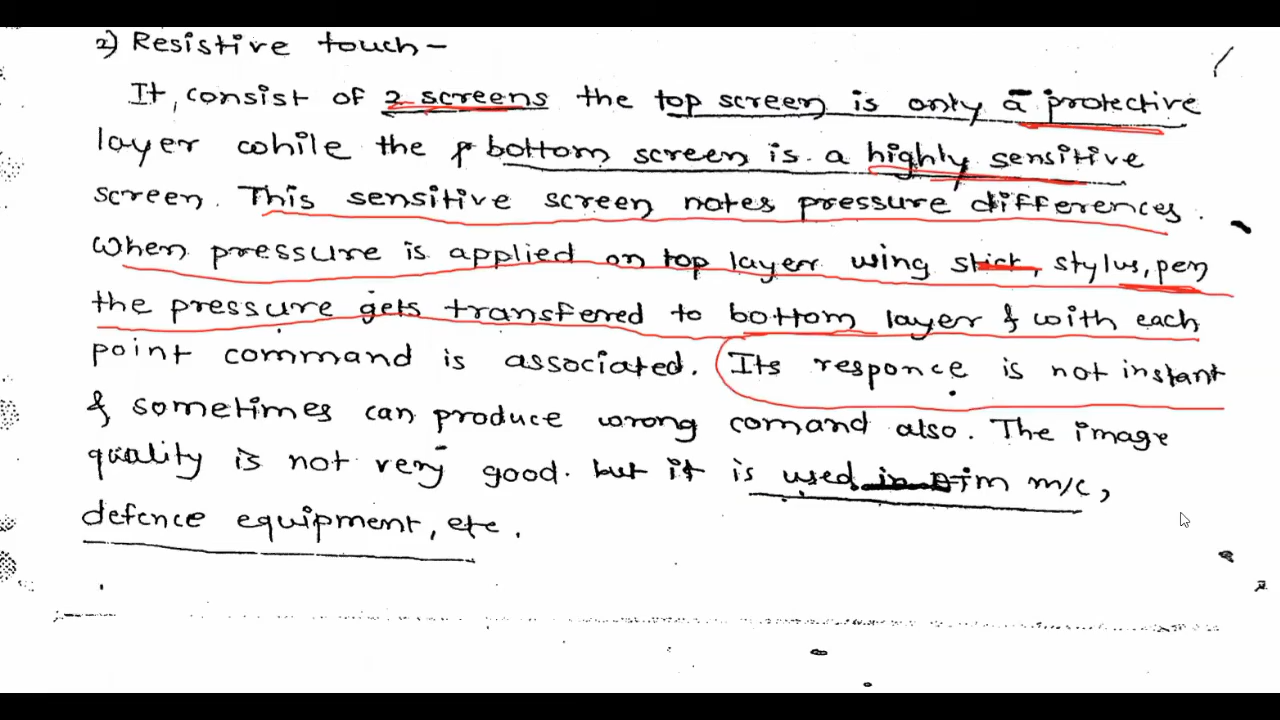 2) Resistive touch-
It, consist of 2 screens the top screen is only a protective
layer while the bottom screen is a highly sensitive
screen. This sensitive screen notes pressure differences.
When pressure is applied on top layer wing stick, stylus, pen
the pressure gets transferred to bottom layer & with each
point command is associated. Its responce is not instant
& sometimes can produce wrong comand also. The image
quality is not very good. but it is used in ATM m/c,
defence equipment, etc.